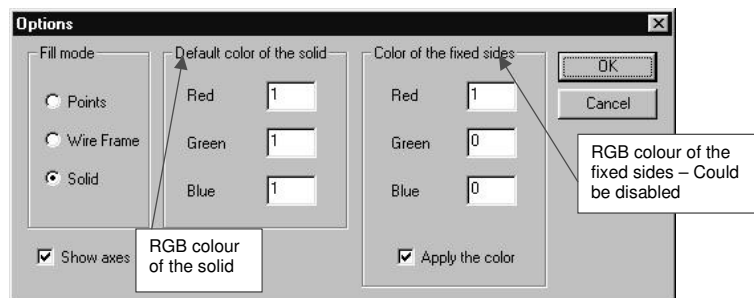 Options
Fill mode
Points
Wire Frame
Solid
Show axes
Default color of the solid
Red 1
Green 1
Blue 1
RGB colour
of the solid
Color of the fixed sides
Red 1
Green 0
Blue 0
Apply the color
OK
Cancel
RGB colour of the
fixed sides – Could
be disabled